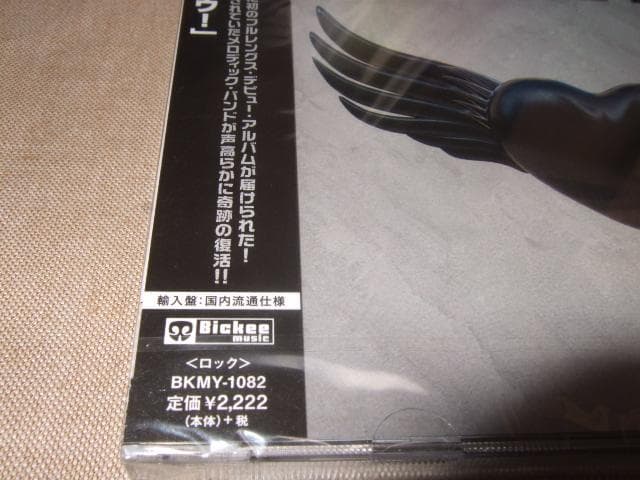 ウ!」
初のフルレングス・デビュー・アルバムが届けられた!
されていたメロディック・バンドが声高らかに奇跡の復活!!
輸入盤:国内流通仕様
Bickee
music
<ロック>
BKMY-1082
定価¥2,222
(本体)+税